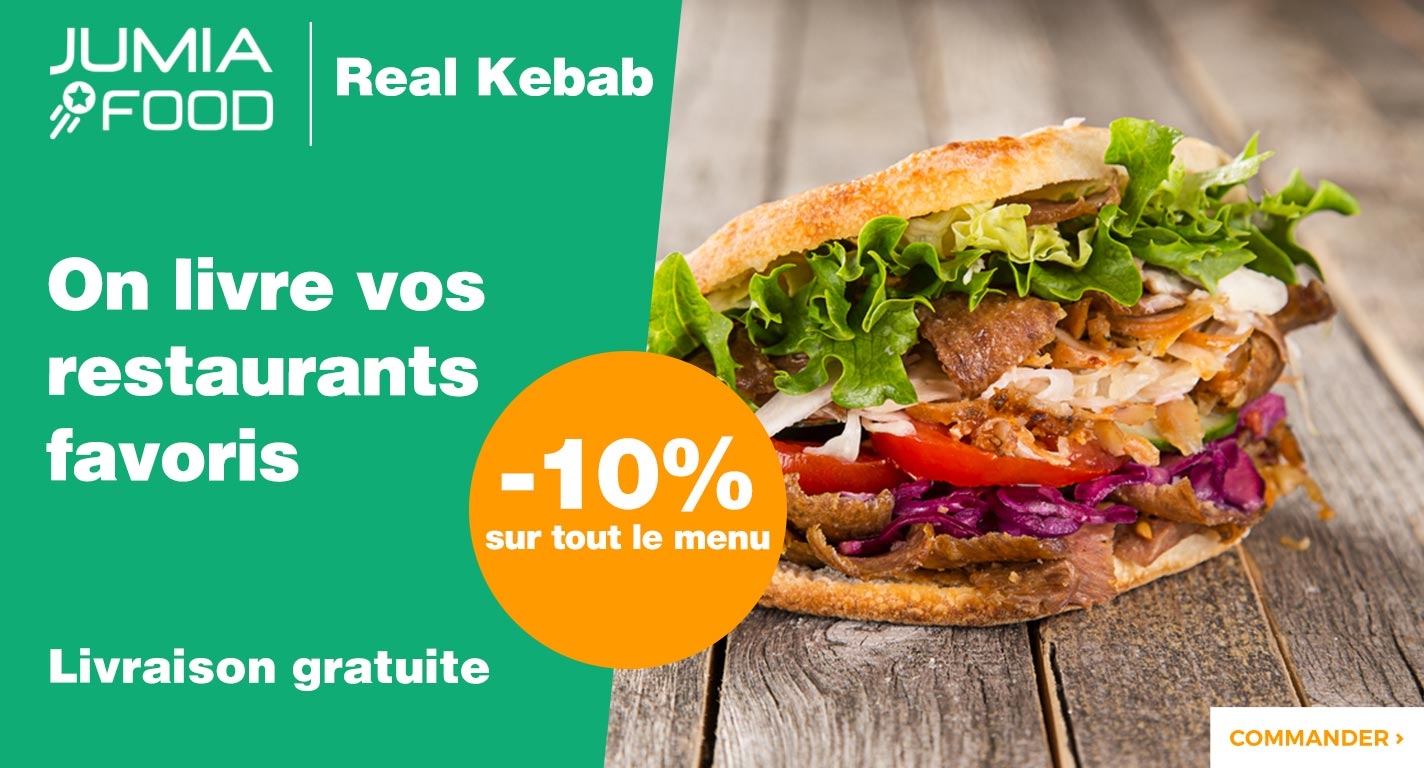 JUMIA
FOOD
Real Kebab
On livre vos
restaurants
favoris
-10%
sur tout le menu
Livraison gratuite
COMMANDER ›